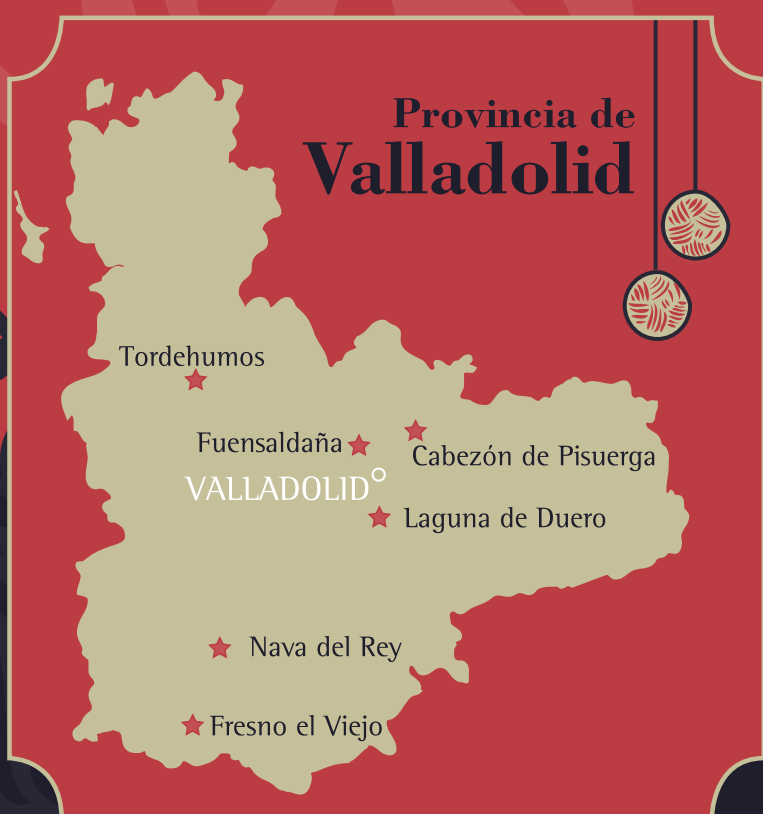 Provincia de
Valladolid
Tordehumos
Fuensaldaña
Cabezón de Pisuerga
VALLADOLID
Laguna de Duero
Nava del Rey
Fresno el Viejo